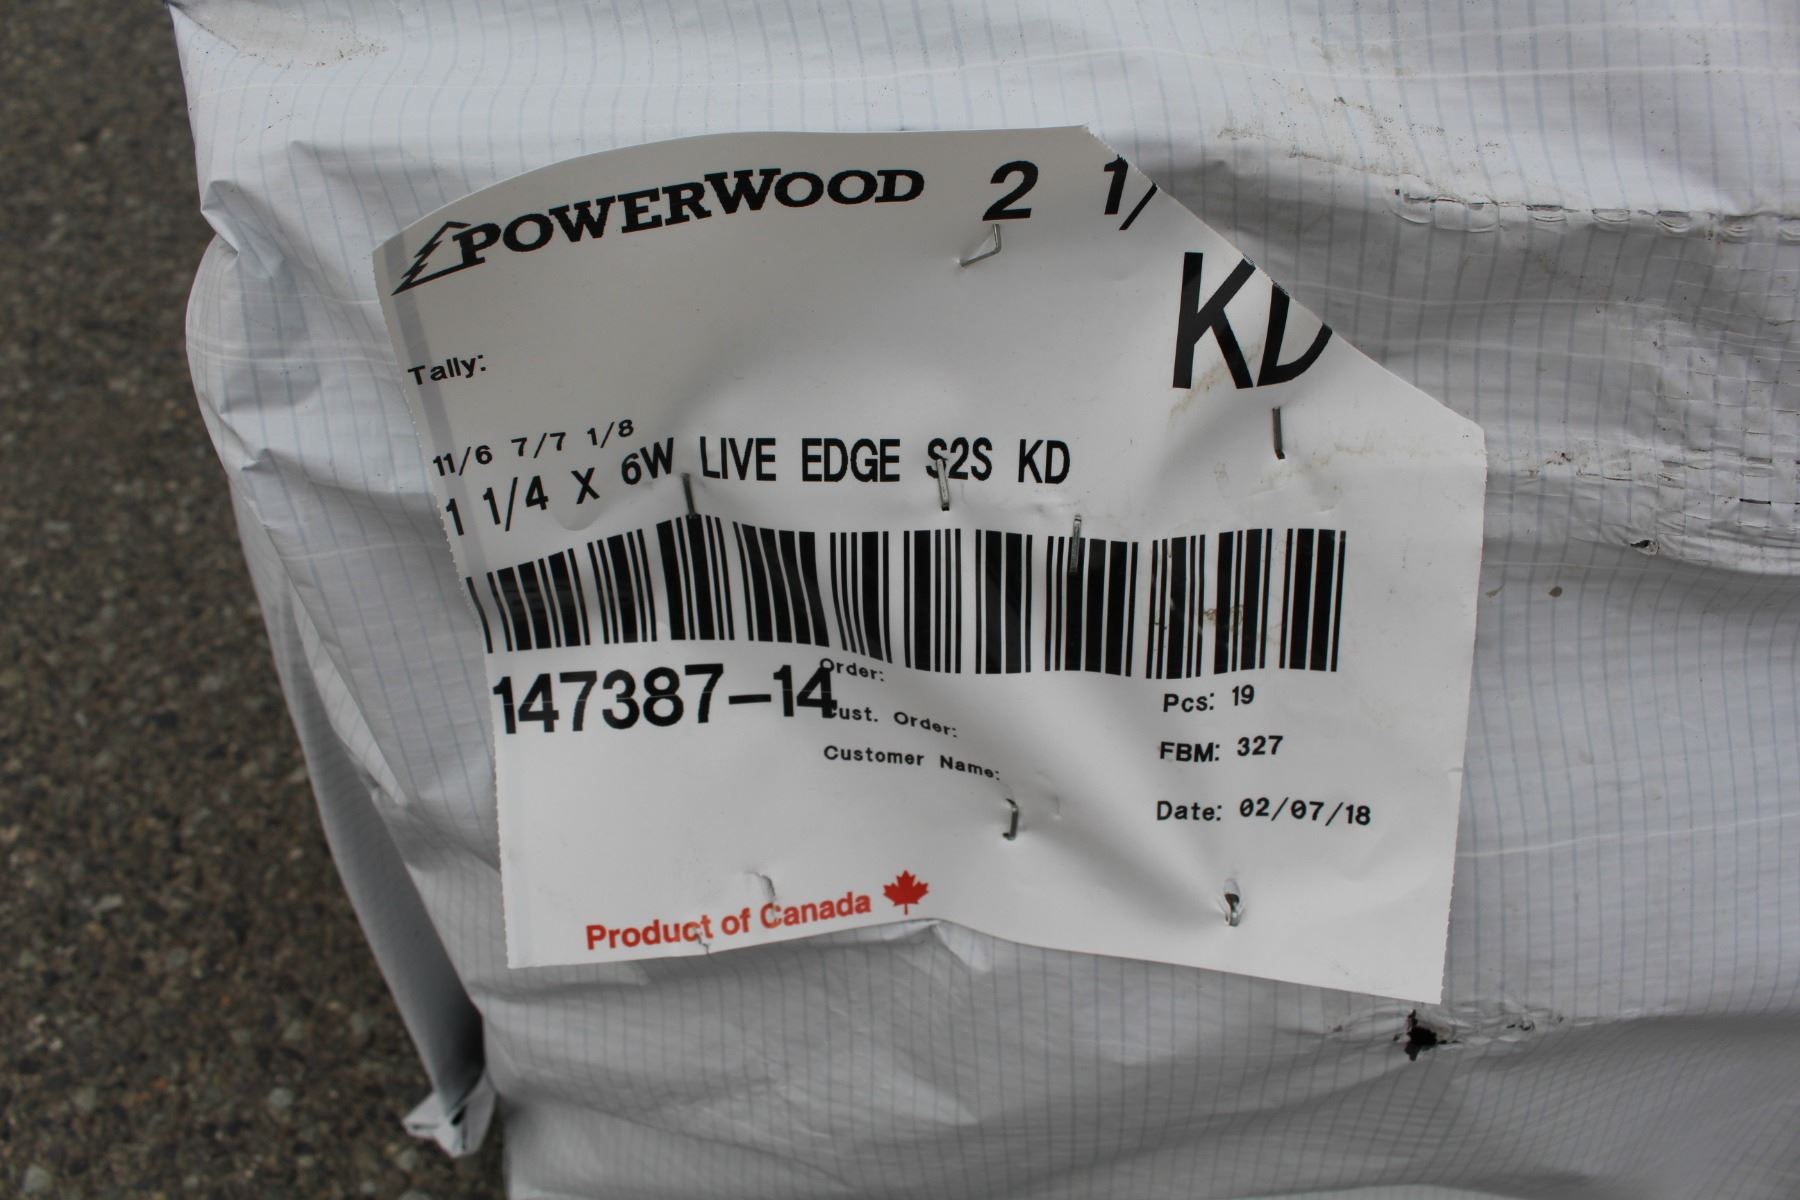 POWERWOOD 2 1/
KD
Tally:
11/6 7/7 1/8
1 1/4 X 6W LIVE EDGE S2S KD
147387-14
Order:
Cust. Order:
Customer Name:
Pcs: 19
FBM: 327
Date: 02/07/18
Product of Canada